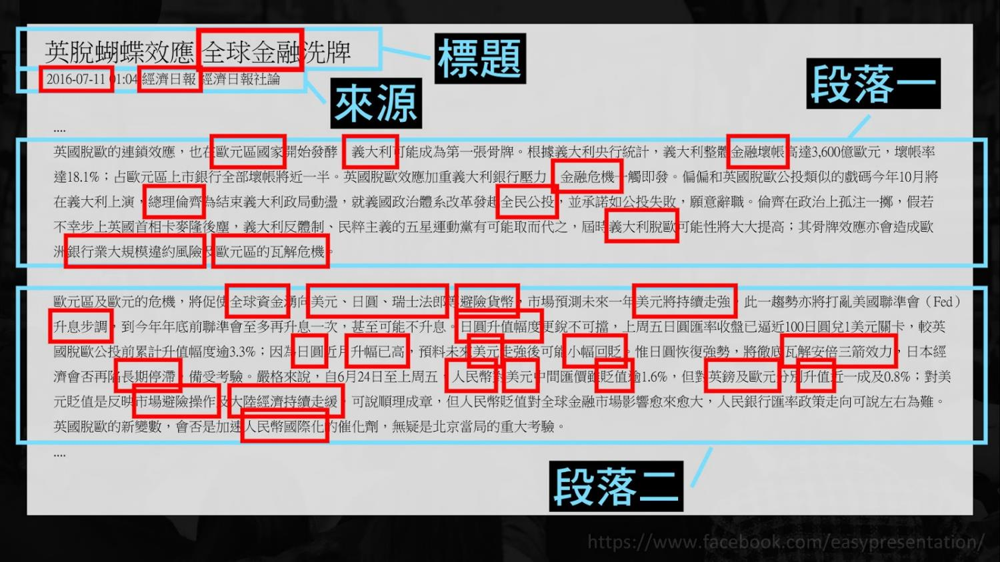 英脫蝴蝶效應 全球金融洗牌
標題
2016-07-11 01:04 經濟日報 經濟日報社論
來源
段落一
....
英國脫歐的連鎖效應，也在歐元區國家開始發酵，義大利可能成為第一張骨牌。根據義大利央行統計，義大利整體金融壞帳高達3,600億歐元，壞帳率
達18.1%；占歐元區上市銀行全部壞帳將近一半。英國脫歐效應加重義大利銀行壓力，金融危機一觸即發。偏偏和英國脫歐公投類似的戲碼今年10月將
在義大利上演，總理倫齊為結束義大利政局動盪，就義國政治體系改革發起全民公投，並承諾如公投失敗，願意辭職。倫齊在政治上孤注一擲，假若
不幸步上英國首相卡麥隆後塵，義大利反體制、民粹主義的五星運動黨有可能取而代之，屆時義大利脫歐可能性將大大提高；其骨牌效應亦會造成歐
洲銀行業大規模違約風險及歐元區的瓦解危機。
歐元區及歐元的危機，將促使全球資金湧向美元、日圓、瑞士法郎等避險貨幣，市場預測未來一年美元將持續走強，此一趨勢亦將打亂美國聯準會（Fed）
升息步調，到今年年底前聯準會至多再升息一次，甚至可能不升息。日圓升值幅度更銳不可擋，上周五日圓匯率收盤已逼近100日圓兌1美元關卡，較英
國脫歐公投前累計升值幅度逾3.3%；因為日圓近月升幅已高，預料未來美元走強後可能小幅回貶。惟日圓恢復強勢，將徹底瓦解安倍三箭效力，日本經
濟會否再陷長期停滯，備受考驗。嚴格來說，自6月24日至上周五，人民幣對美元中間匯價雖貶值逾1.6%，但對英鎊及歐元分別升值近一成及0.8%；對美
元貶值是反映市場避險操作及大陸經濟持續走緩，可說順理成章，但人民幣貶值對全球金融市場影響愈來愈大，人民銀行匯率政策走向可說左右為難。
英國脫歐的新變數，會否是加速人民幣國際化的催化劑，無疑是北京當局的重大考驗。
....
段落二
https://www.facebook.com/easypresentation/